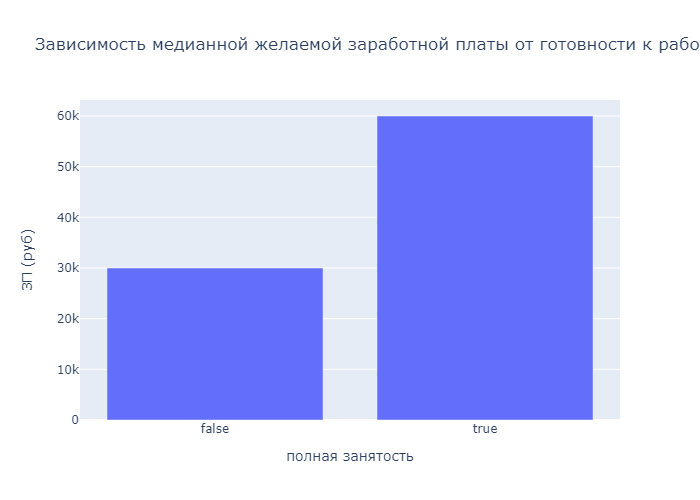 Зависимость медианной желаемой заработной платы от готовности к рабо
60k
50k
40k
30k
20k
10k
0
ЗП (руб)
false
true
полная занятость